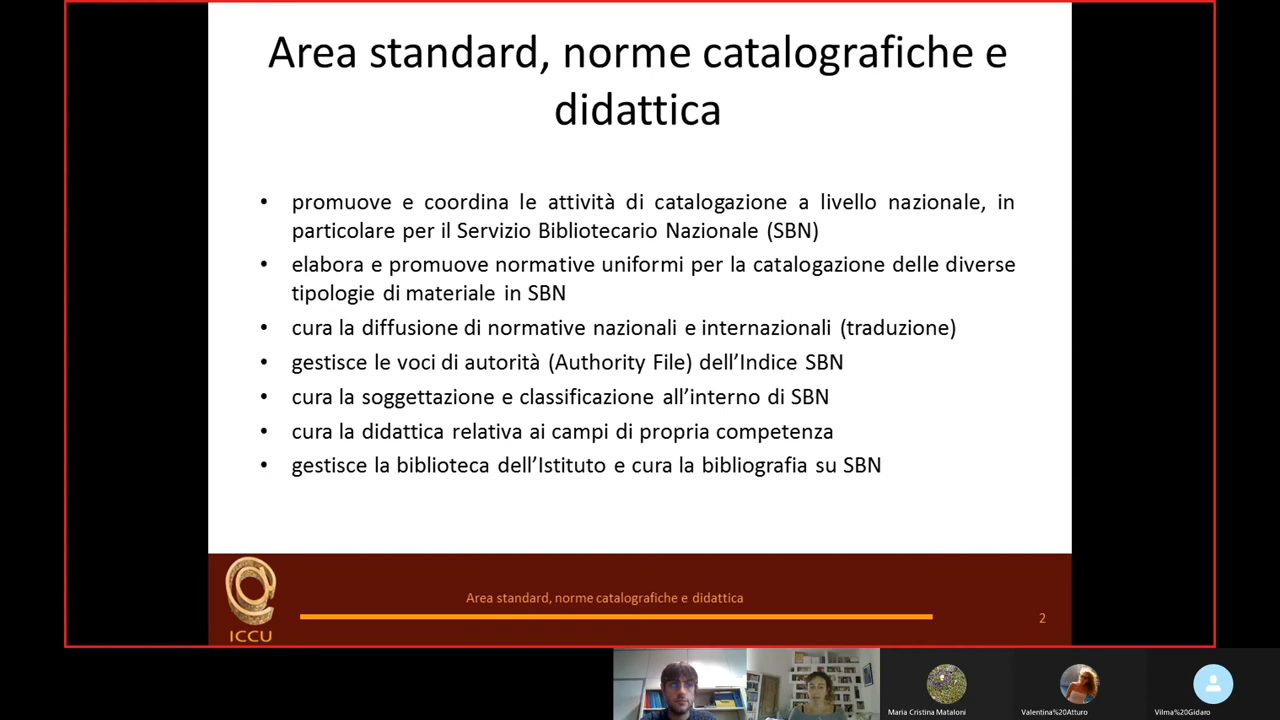 Area standard, norme catalografiche e
didattica
• promuove e coordina le attività di catalogazione a livello nazionale, in
particolare per il Servizio Bibliotecario Nazionale (SBN)
• elabora e promuove normative uniformi per la catalogazione delle diverse
tipologie di materiale in SBN
• cura la diffusione di normative nazionali e internazionali (traduzione)
• gestisce le voci di autorità (Authority File) dell’Indice SBN
• cura la soggettazione e classificazione all’interno di SBN
• cura la didattica relativa ai campi di propria competenza
• gestisce la biblioteca dell’Istituto e cura la bibliografia su SBN
Area standard, norme catalografiche e didattica
2
ICCU
Maria Cristina Mataloni
Valentina%20Atturo
Vilma%20Gidaro